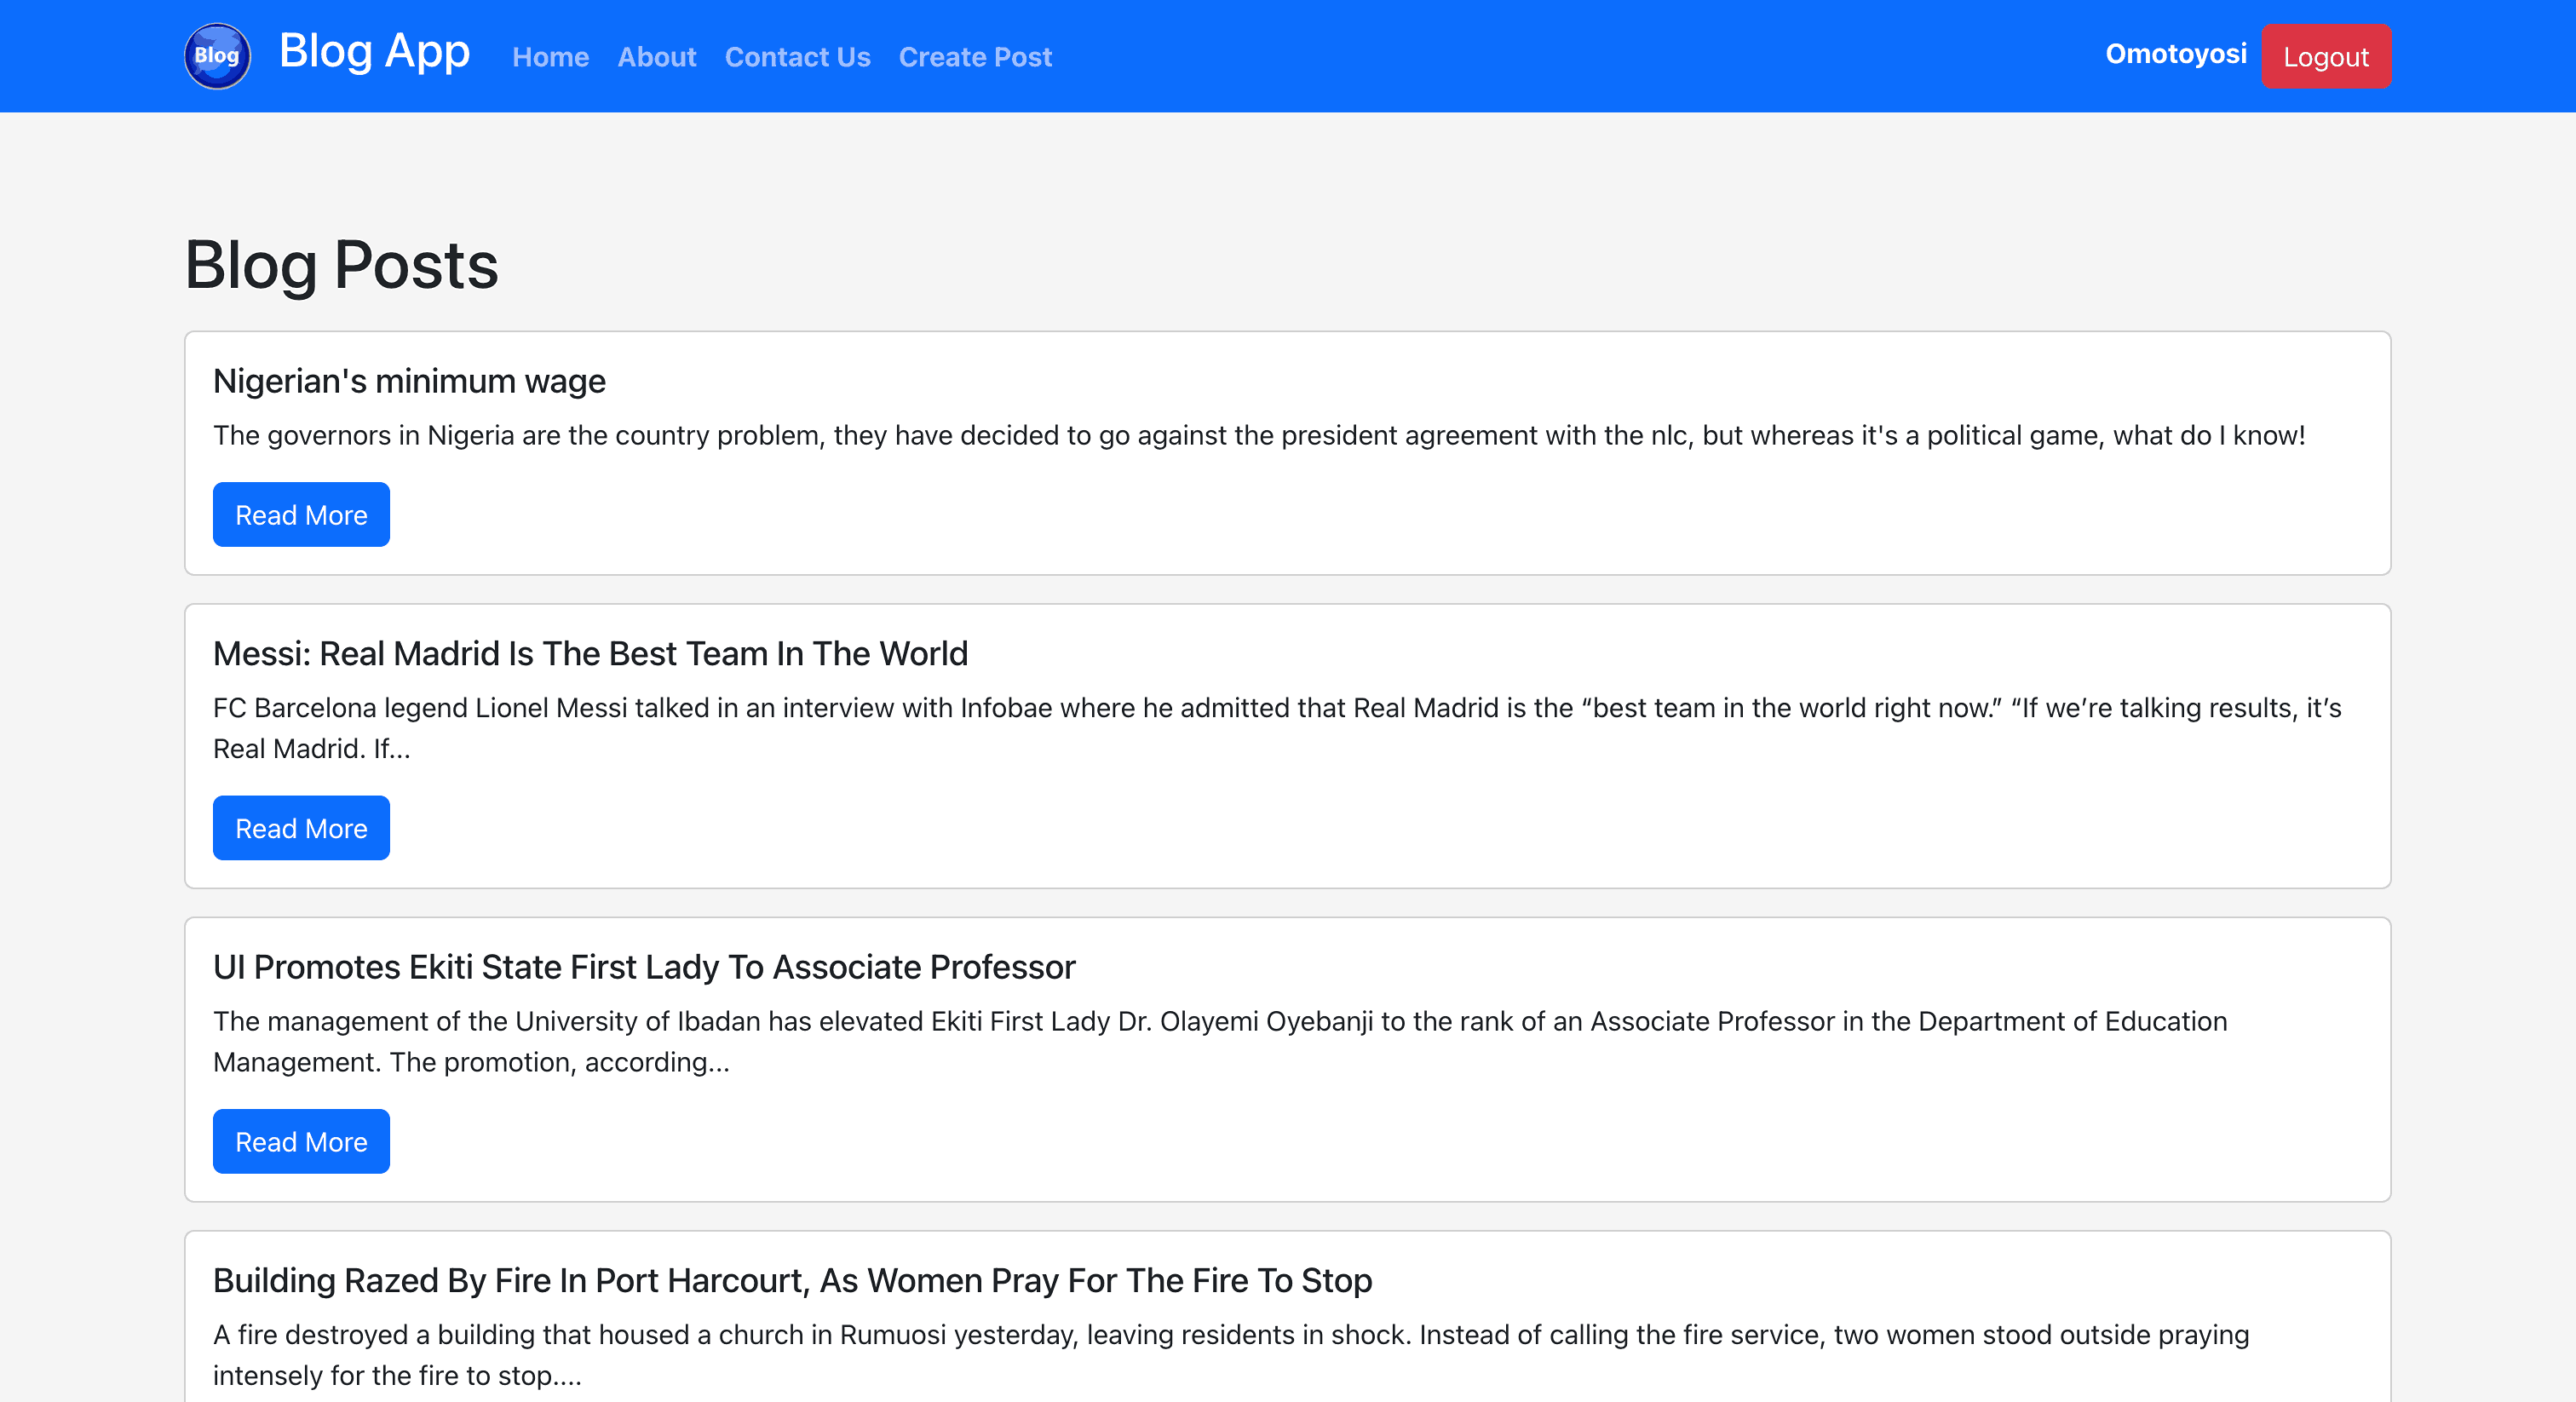 Blog
Blog App
Home
About
Contact Us
Create Post
Omotoyosi
Logout
Blog Posts
Nigerian's minimum wage
The governors in Nigeria are the country problem, they have decided to go against the president agreement with the nlc, but whereas it's a political game, what do I know!
Read More
Messi: Real Madrid Is The Best Team In The World
FC Barcelona legend Lionel Messi talked in an interview with Infobae where he admitted that Real Madrid is the “best team in the world right now.” “If we’re talking results, it’s
Real Madrid. If...
Read More
UI Promotes Ekiti State First Lady To Associate Professor
The management of the University of Ibadan has elevated Ekiti First Lady Dr. Olayemi Oyebanji to the rank of an Associate Professor in the Department of Education
Management. The promotion, according...
Read More
Building Razed By Fire In Port Harcourt, As Women Pray For The Fire To Stop
A fire destroyed a building that housed a church in Rumuosi yesterday, leaving residents in shock. Instead of calling the fire service, two women stood outside praying
intensely for the fire to stop....